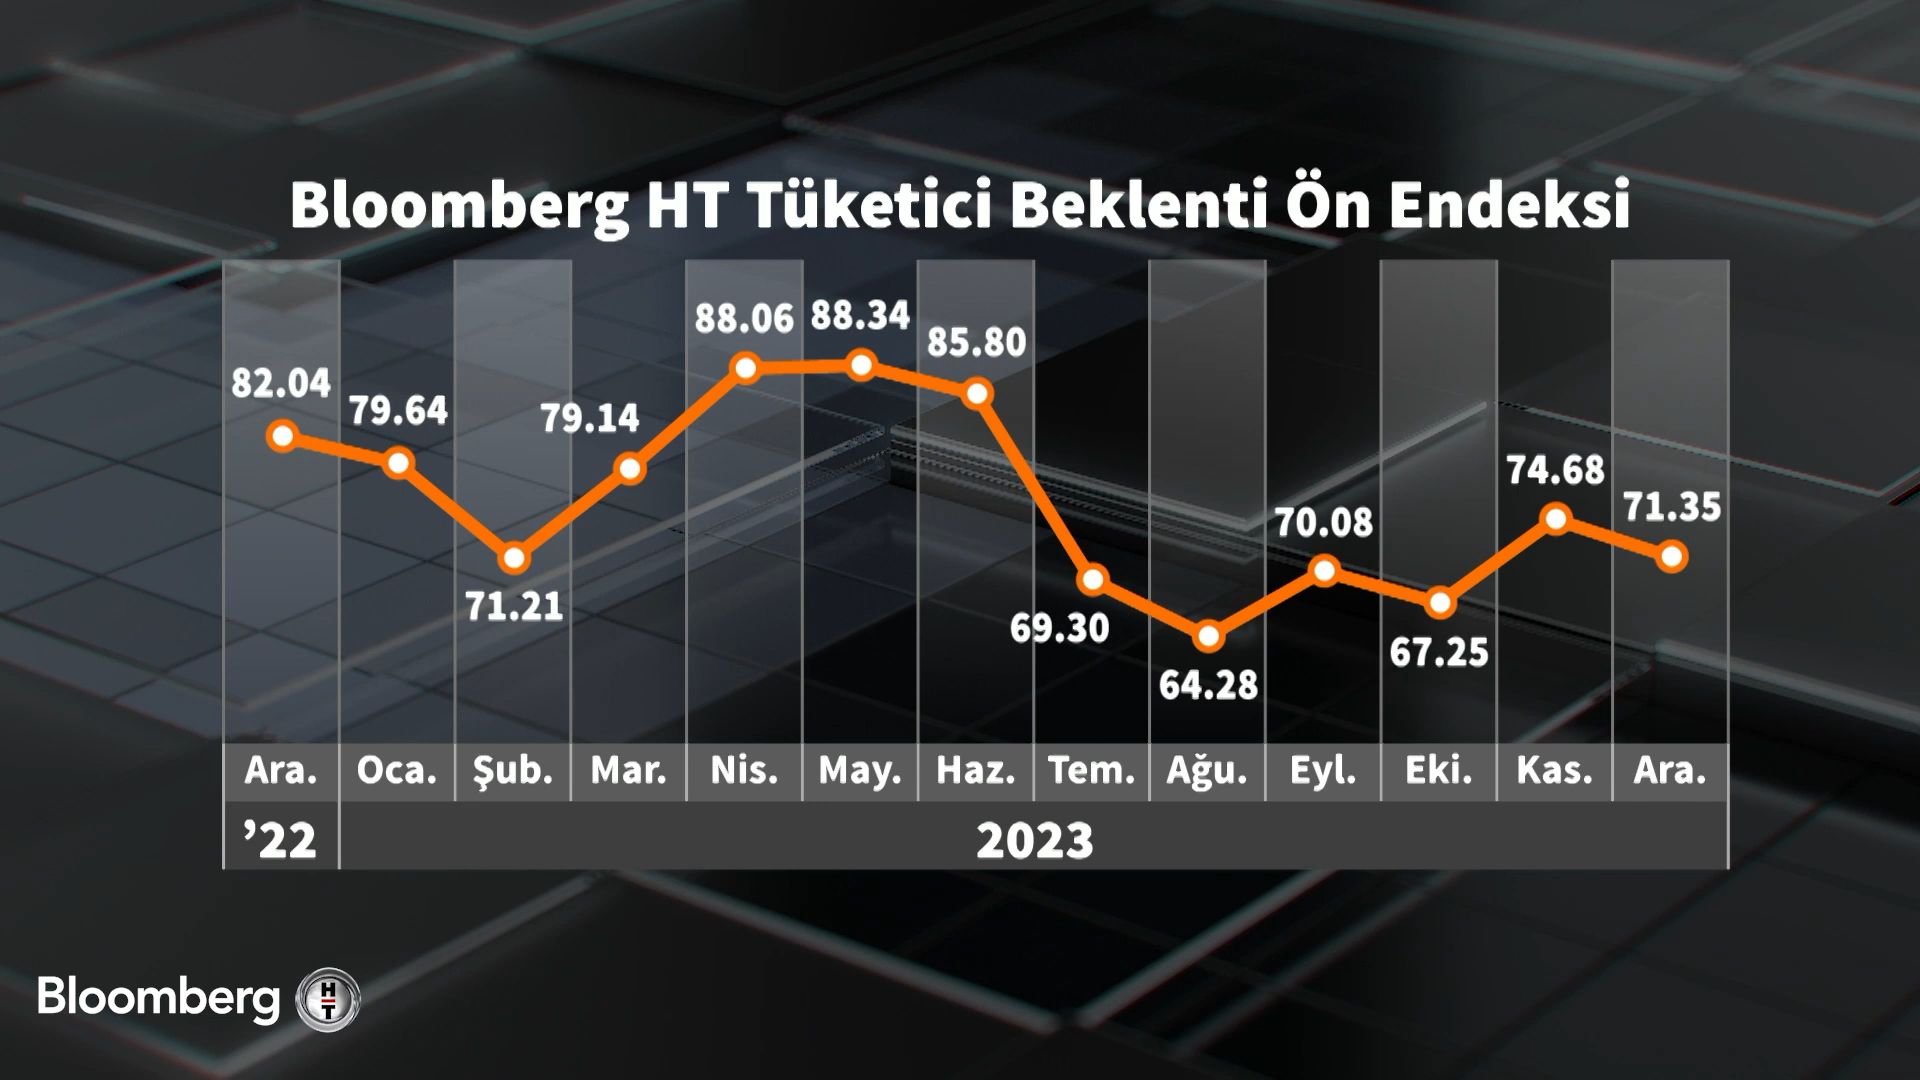 Bloomberg HT Tüketici Beklenti Ön Endeksi
82.04 79.64 71.21 79.14 88.06 88.34 85.80 69.30 64.28 70.08 67.25 74.68 71.35
Ara. Oca. Şub. Mar. Nis. May. Haz. Tem. Ağu. Eyl. Eki. Kas. Ara.
’22 2023
Bloomberg HT